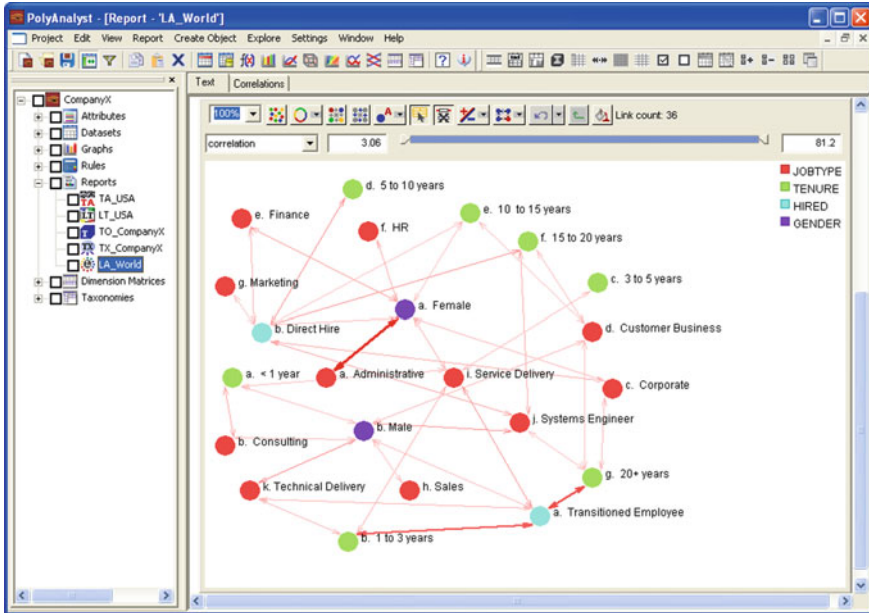 PolyAnalyst - [Report - 'LA_World']
Project Edit View Report Create Object Explore Settings Window Help
Text Correlations
CompanyX
Attributes
Datasets
Graphs
Rules
Reports
TA_USA
LT_USA
TO_CompanyX
TX_CompanyX
LA_World
Dimension Matrices
Taxonomies
100% Link count: 36
correlation 3.06 81.2
JOBTYPE
TENURE
HIRED
GENDER
d. 5 to 10 years
e. Finance
e. 10 to 15 years
f. HR
f. 15 to 20 years
g. Marketing
c. 3 to 5 years
a. Female
b. Direct Hire
d. Customer Business
a. < 1 year
a. Administrative
i. Service Delivery
c. Corporate
j. Systems Engineer
b. Male
b. Consulting
g. 20+ years
k. Technical Delivery
h. Sales
a. Transitioned Employee
b. 1 to 3 years